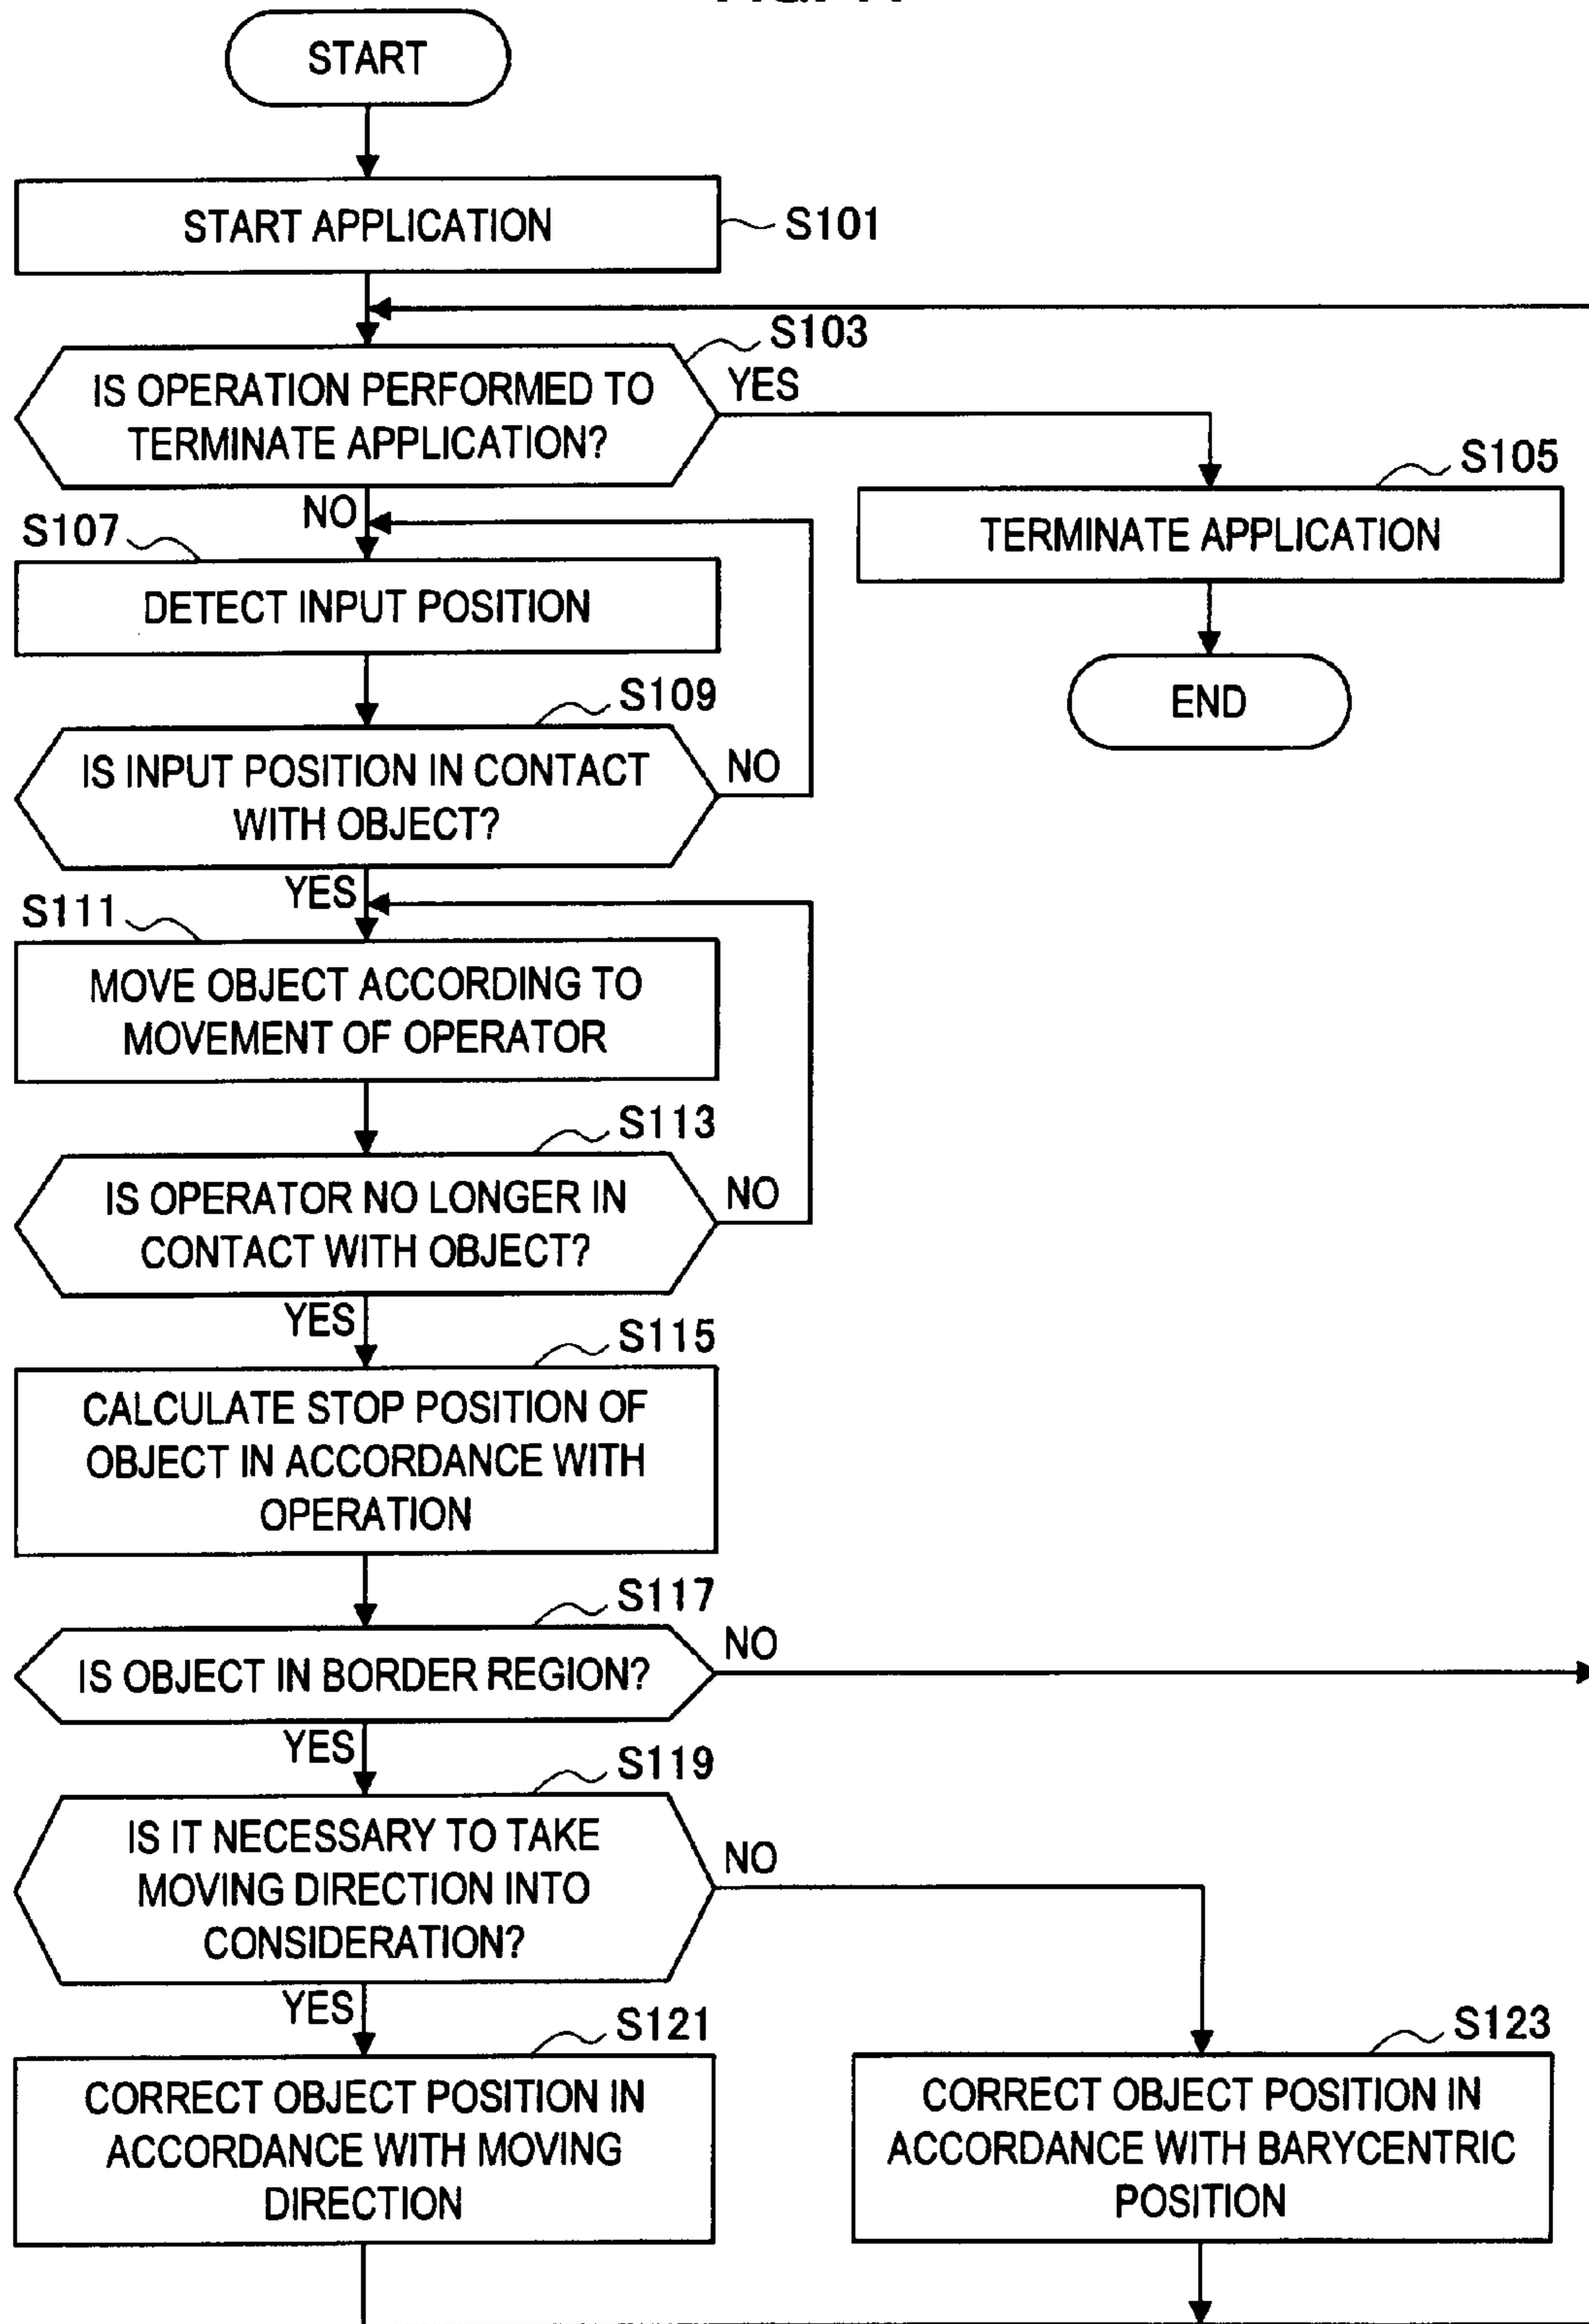 START
START APPLICATION
S101
S103
IS OPERATION PERFORMED TO
TERMINATE APPLICATION?
YES
NO
S105
TERMINATE APPLICATION
END
S107
DETECT INPUT POSITION
S109
IS INPUT POSITION IN CONTACT
WITH OBJECT?
NO
YES
S111
MOVE OBJECT ACCORDING TO
MOVEMENT OF OPERATOR
S113
IS OPERATOR NO LONGER IN
CONTACT WITH OBJECT?
NO
YES
S115
CALCULATE STOP POSITION OF
OBJECT IN ACCORDANCE WITH
OPERATION
S117
IS OBJECT IN BORDER REGION?
NO
YES
S119
IS IT NECESSARY TO TAKE
MOVING DIRECTION INTO
CONSIDERATION?
NO
YES
S121
CORRECT OBJECT POSITION IN
ACCORDANCE WITH MOVING
DIRECTION
S123
CORRECT OBJECT POSITION IN
ACCORDANCE WITH BARYCENTRIC
POSITION